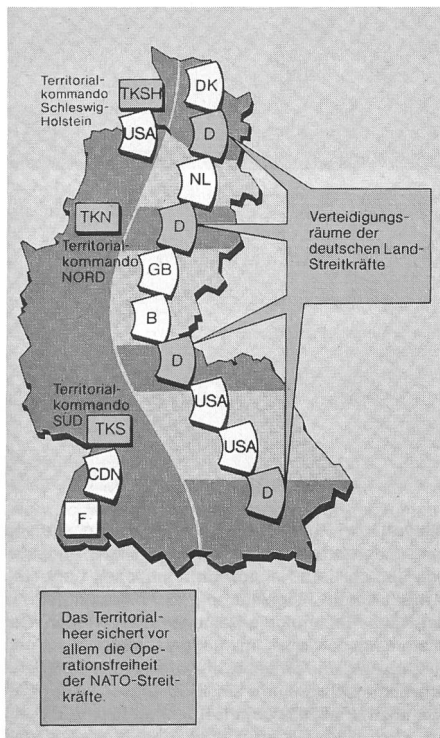 Territorial-
kommando
Schleswig-
Holstein
TKSH
DK
USA
D
NL
TKN
D
Territorial-
kommando
NORD
GB
B
D
Verteidigungs-
räume der
deutschen Land-
Streitkräfte
USA
Territorial-
kommando
SÜD
TKS
USA
CDN
D
F
Das Territorial-
heer sichert vor
allem die Ope-
rationsfreiheit
der NATO-Streit-
kräfte.